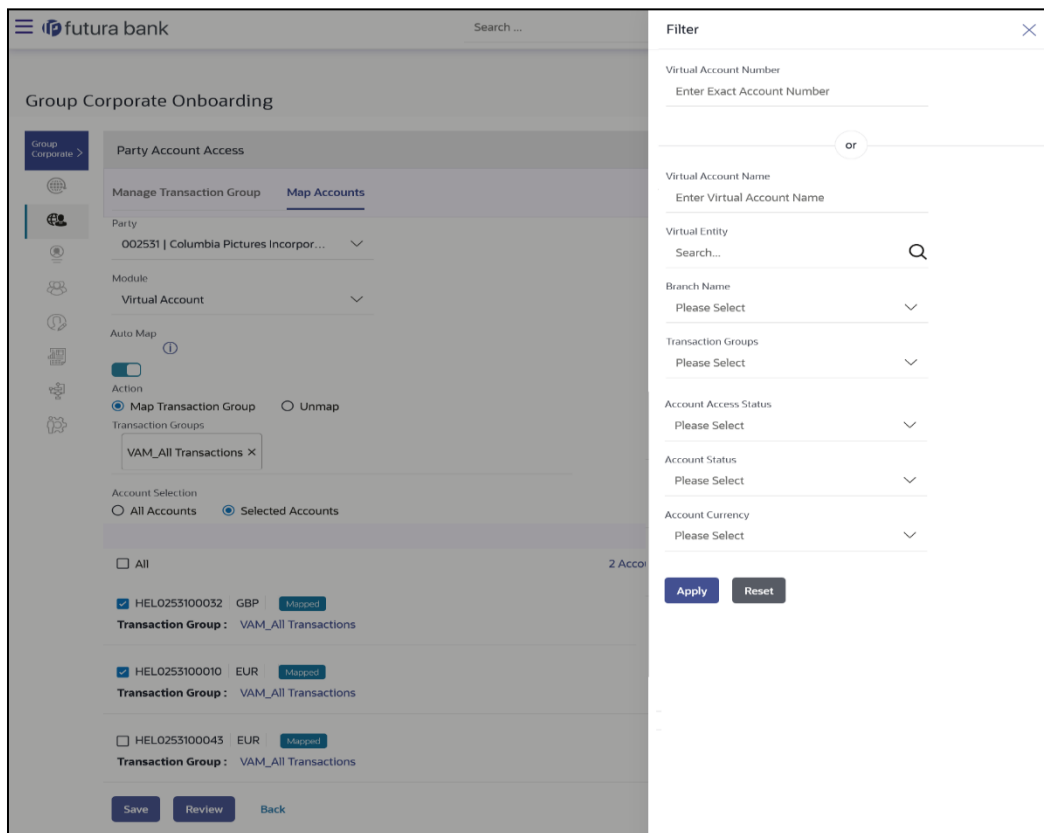 futura bank
Search ...
Group Corporate Onboarding
Group
Corporate >
Party Account Access
Manage Transaction Group
Map Accounts
Party
002531 | Columbia Pictures Incorpor...
Module
Virtual Account
Auto Map
Action
Map Transaction Group
Unmap
Transaction Groups
VAM_All Transactions ×
Account Selection
All Accounts
Selected Accounts
All
2 Accou
HEL0253100032 GBP Mapped
Transaction Group : VAM_All Transactions
HEL0253100010 EUR Mapped
Transaction Group : VAM_All Transactions
HEL0253100043 EUR Mapped
Transaction Group : VAM_All Transactions
Save
Review
Back
Filter
Virtual Account Number
Enter Exact Account Number
or
Virtual Account Name
Enter Virtual Account Name
Virtual Entity
Search...
Branch Name
Please Select
Transaction Groups
Please Select
Account Access Status
Please Select
Account Status
Please Select
Account Currency
Please Select
Apply
Reset